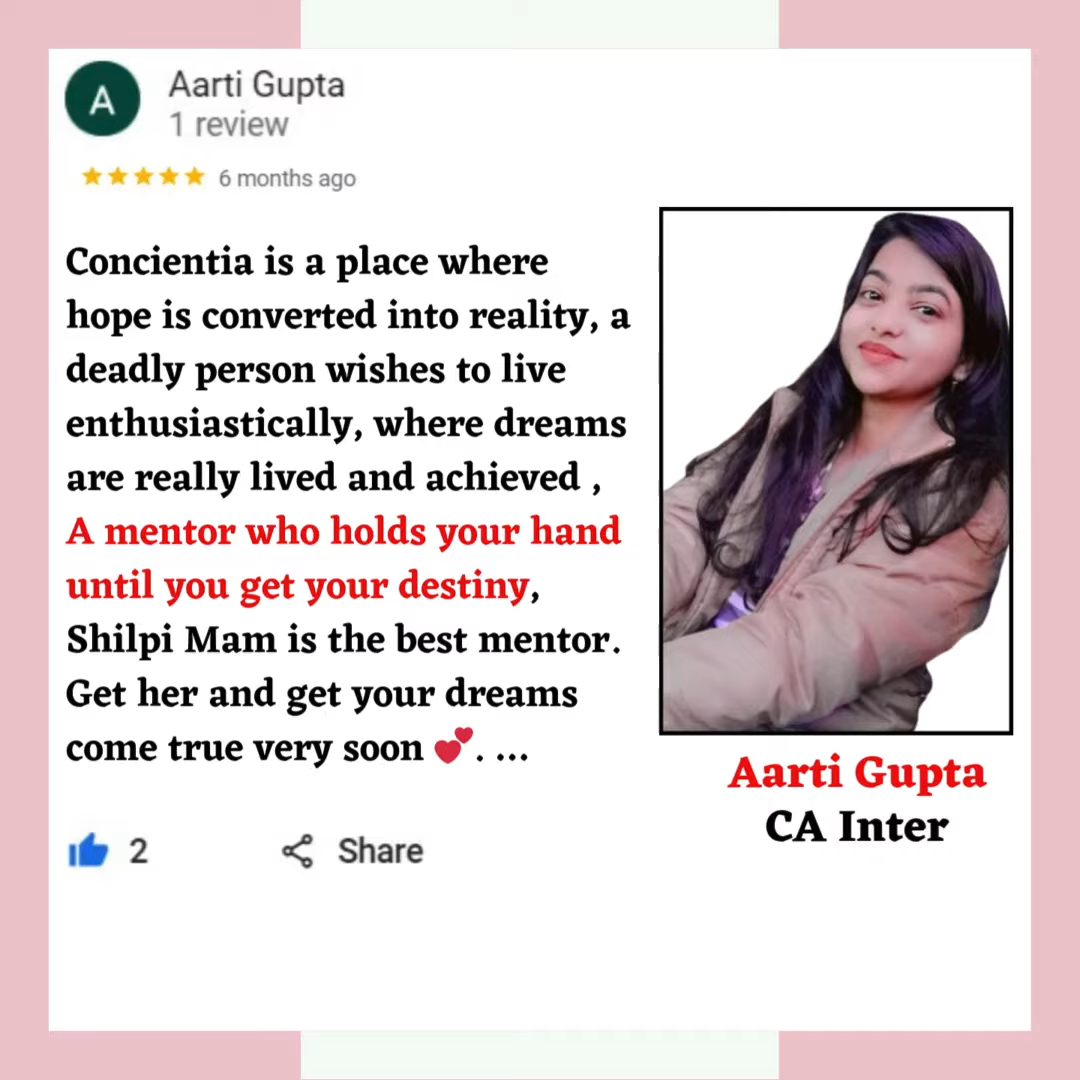 A
Aarti Gupta
1 review
6 months ago
Concientia is a place where
hope is converted into reality, a
deadly person wishes to live
enthusiastically, where dreams
are really lived and achieved ,
A mentor who holds your hand
until you get your destiny,
Shilpi Mam is the best mentor.
Get her and get your dreams
come true very soon 💕. ...
2
Share
Aarti Gupta
CA Inter